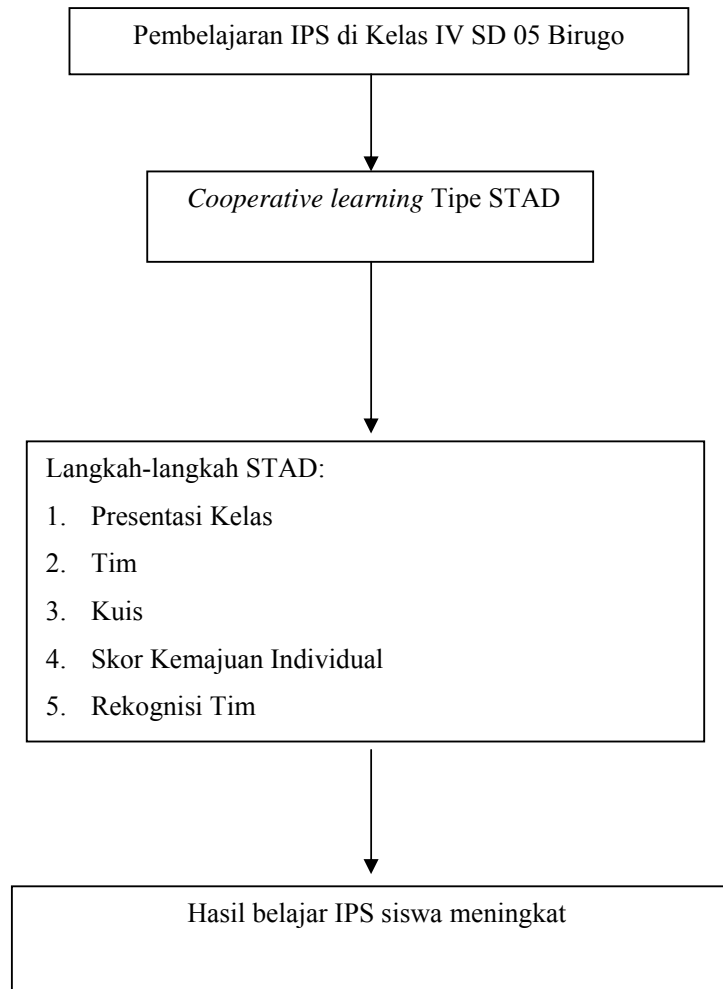 Pembelajaran IPS di Kelas IV SD 05 Birugo
Cooperative learning Tipe STAD
Langkah-langkah STAD:
1. Presentasi Kelas
2. Tim
3. Kuis
4. Skor Kemajuan Individual
5. Rekognisi Tim
Hasil belajar IPS siswa meningkat